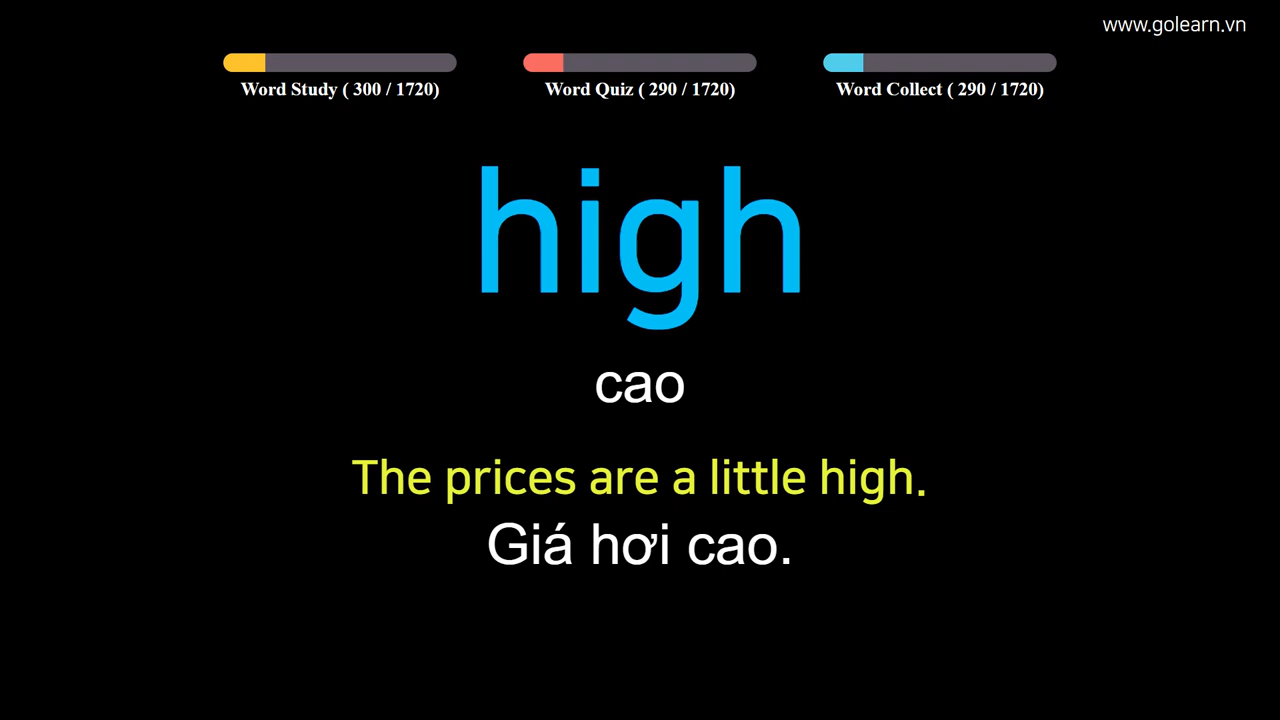 www.golearn.vn
Word Study ( 300 / 1720)
Word Quiz ( 290 / 1720)
Word Collect ( 290 / 1720)
high
cao
The prices are a little high.
Giá hơi cao.